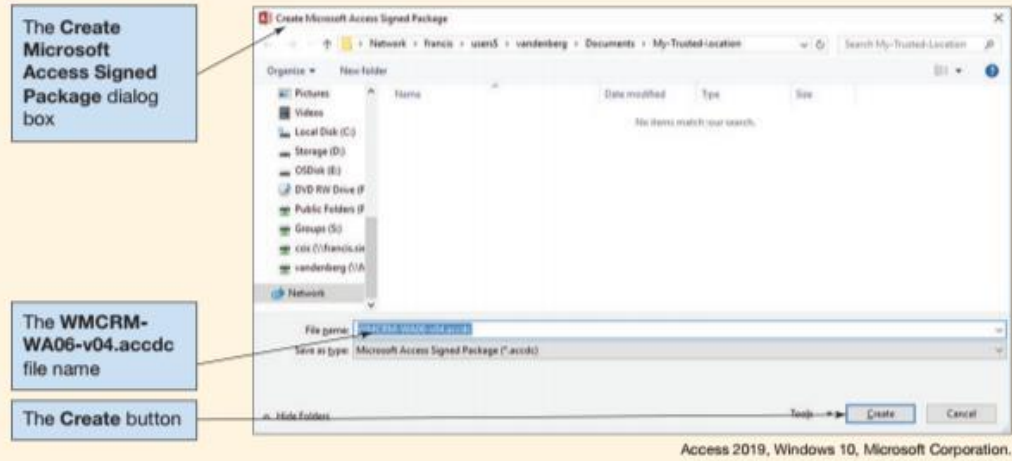 The Create
Microsoft
Access Signed
Package dialog
box
The WMCRM-
WA06-v04.accdc
file name
The Create button
Create Microsoft Access Signed Package
Network › francis › users5 › vandenberg › Documents › My-Trusted-Location
Search My-Trusted-Location
Organize New folder
Name Date modified Type Size
No items match your search.
Pictures
Videos
Local Disk (C:)
Storage (D:)
OSDisk (E:)
DVD RW Drive (F
Public Folders (P
Groups (S:)
vandenberg
Network
File name: WMCRM-WA06-v04.accdc
Save as type: Microsoft Access Signed Package (*.accdc)
Hide Folders
Tools Create Cancel
Access 2019, Windows 10, Microsoft Corporation.